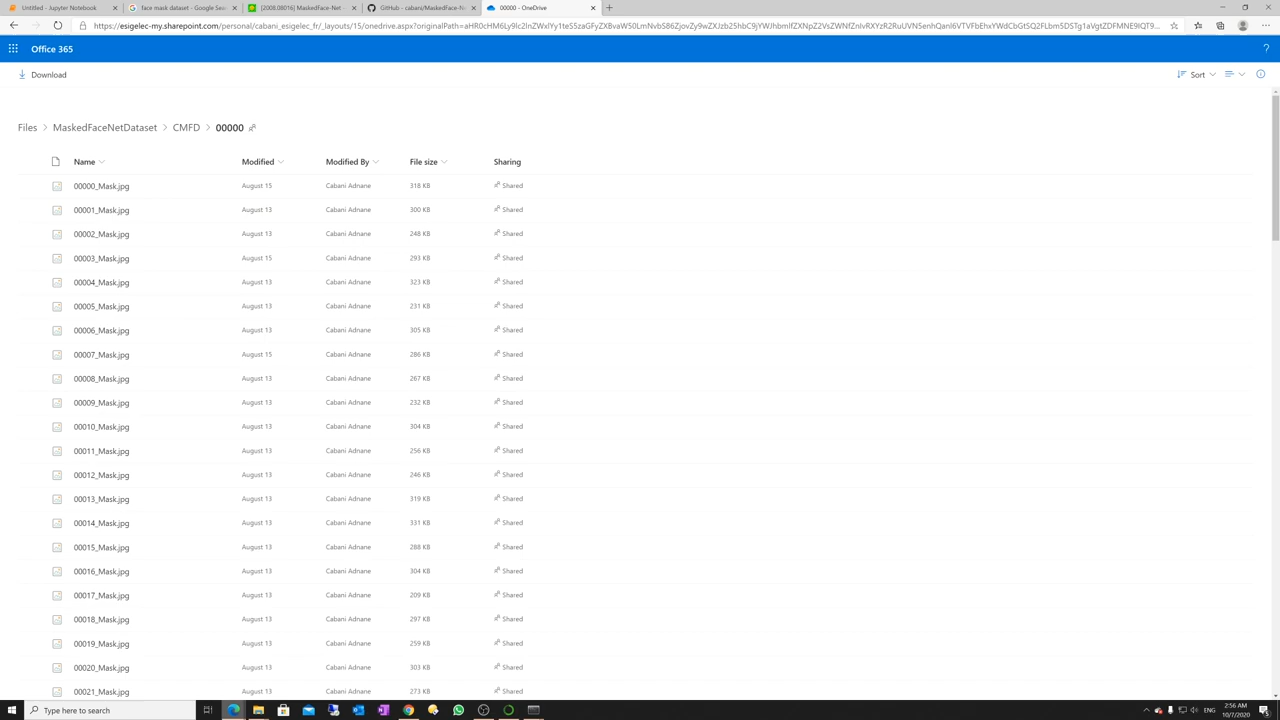 Untitled - Jupyter Notebook
face mask dataset - Google Sea
[2008.08016] MaskedFace-Net -
GitHub - cabani/MaskedFace-N
00000 - OneDrive
Office 365
Download
Sort
Files > MaskedFaceNetDataset > CMFD > 00000
Name Modified Modified By File size Sharing
00000_Mask.jpg August 15 Cabani Adnane 318 KB Shared
00001_Mask.jpg August 13 Cabani Adnane 300 KB Shared
00002_Mask.jpg August 13 Cabani Adnane 248 KB Shared
00003_Mask.jpg August 15 Cabani Adnane 293 KB Shared
00004_Mask.jpg August 13 Cabani Adnane 323 KB Shared
00005_Mask.jpg August 13 Cabani Adnane 231 KB Shared
00006_Mask.jpg August 13 Cabani Adnane 305 KB Shared
00007_Mask.jpg August 15 Cabani Adnane 286 KB Shared
00008_Mask.jpg August 13 Cabani Adnane 267 KB Shared
00009_Mask.jpg August 13 Cabani Adnane 232 KB Shared
00010_Mask.jpg August 13 Cabani Adnane 304 KB Shared
00011_Mask.jpg August 13 Cabani Adnane 256 KB Shared
00012_Mask.jpg August 13 Cabani Adnane 246 KB Shared
00013_Mask.jpg August 13 Cabani Adnane 319 KB Shared
00014_Mask.jpg August 13 Cabani Adnane 331 KB Shared
00015_Mask.jpg August 13 Cabani Adnane 288 KB Shared
00016_Mask.jpg August 13 Cabani Adnane 304 KB Shared
00017_Mask.jpg August 13 Cabani Adnane 209 KB Shared
00018_Mask.jpg August 13 Cabani Adnane 297 KB Shared
00019_Mask.jpg August 13 Cabani Adnane 259 KB Shared
00020_Mask.jpg August 13 Cabani Adnane 303 KB Shared
00021_Mask.jpg August 13 Cabani Adnane 273 KB Shared
Type here to search
ENG
2:56 AM
10/7/2020